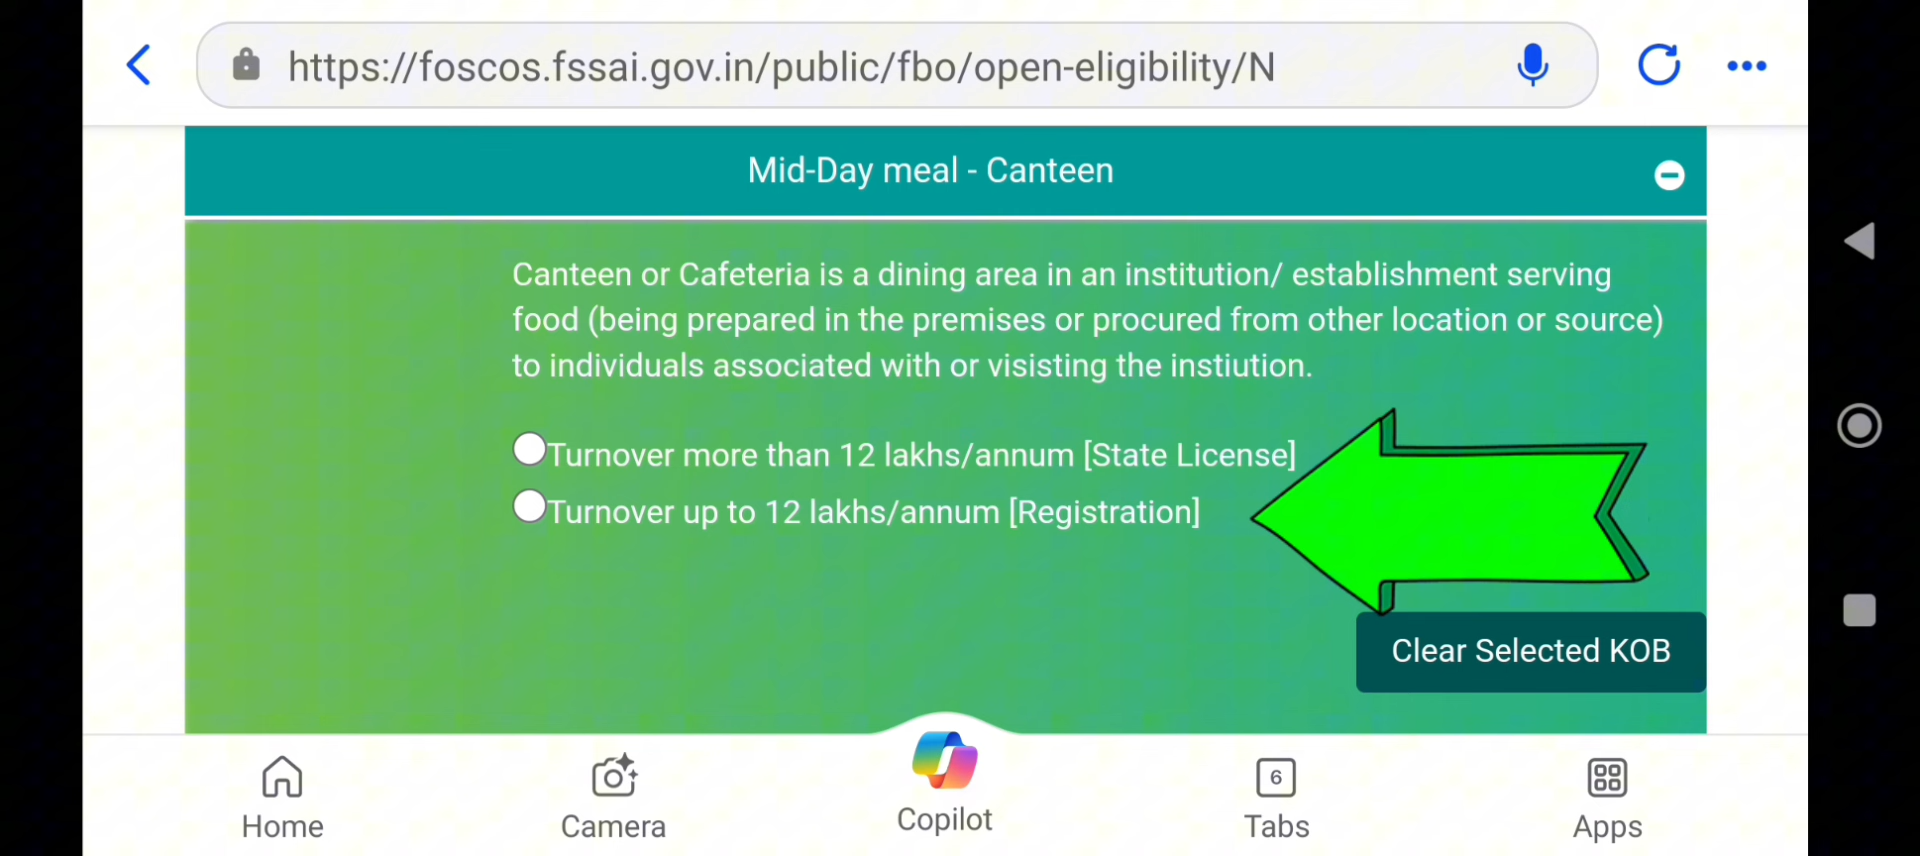 https://foscos.fssai.gov.in/public/fbo/open-eligibility/N
Mid-Day meal - Canteen
Canteen or Cafeteria is a dining area in an institution/ establishment serving
food (being prepared in the premises or procured from other location or source)
to individuals associated with or visisting the instiution.
Turnover more than 12 lakhs/annum [State License]
Turnover up to 12 lakhs/annum [Registration]
Clear Selected KOB
6
Home Camera Copilot Tabs Apps